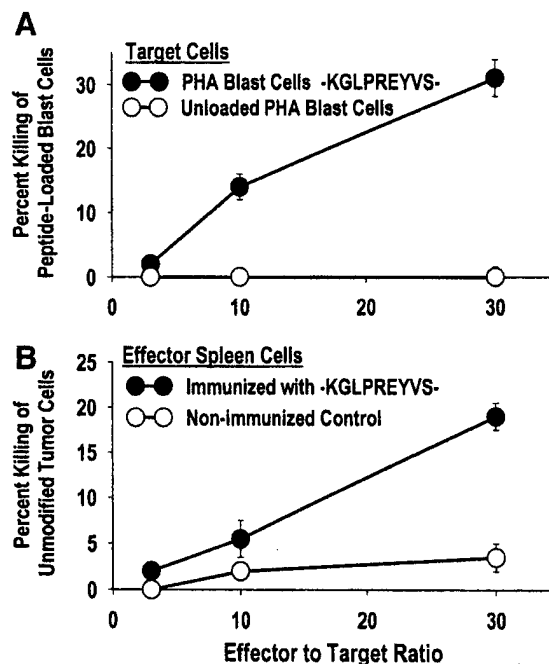 A
Target Cells
PHA Blast Cells -KGLPREYVS-
Unloaded PHA Blast Cells
Percent Killing of
Peptide-Loaded Blast Cells
30
20
10
0
0
10
20
30
B
Effector Spleen Cells
Immunized with -KGLPREYVS-
Non-immunized Control
Percent Killing of
Unmodified Tumor Cells
25
20
15
10
5
0
0
10
20
30
Effector to Target Ratio